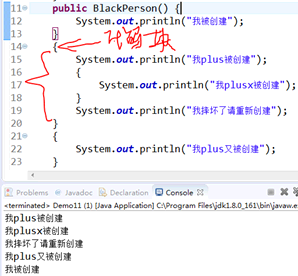 11 public BlackPerson() {
12 System.out.println("我被创建");
13 }
14 { 代码块
15 System.out.println("我plus被创建");
16 {
17 System.out.println("我plusx被创建");
18 }
19 System.out.println("我摔坏了请重新创建");
20 }
21 {
22 System.out.println("我plus又被创建");
23 }
Problems @ Javadoc Declaration Console
<terminated> Demo11 (1) [Java Application] C:\Program Files\jdk1.8.0_161\bin\javaw.e
我plus被创建
我plusx被创建
我摔坏了请重新创建
我plus又被创建
我被创建